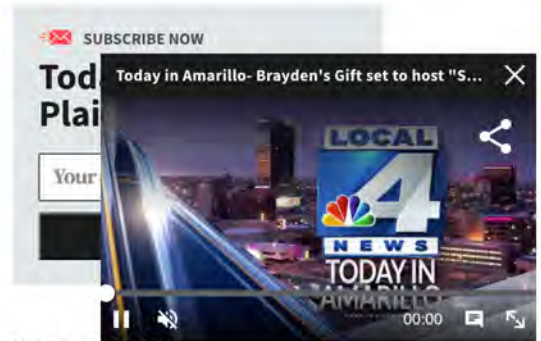 SUBSCRIBE NOW
Tod
Plai
Your
Today in Amarillo- Brayden's Gift set to host "S...
LOCAL
4
NEWS
TODAY IN
AMARILLO
00:00